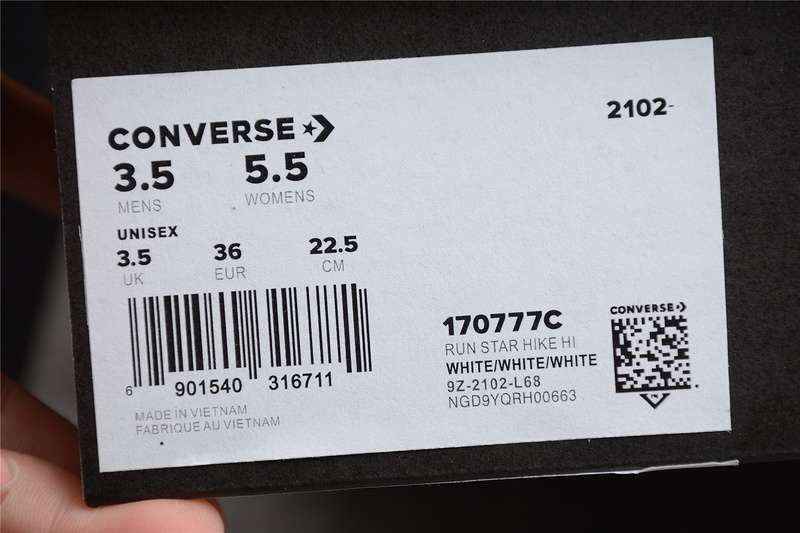 2102-
CONVERSE
3.5 5.5
MENS WOMENS
UNISEX
3.5 36 22.5
UK EUR CM
6 901540 316711
MADE IN VIETNAM
FABRIQUE AU VIETNAM
170777C
RUN STAR HIKE HI
WHITE/WHITE/WHITE
9Z-2102-L68
NGD9YQRH00663
CONVERSE